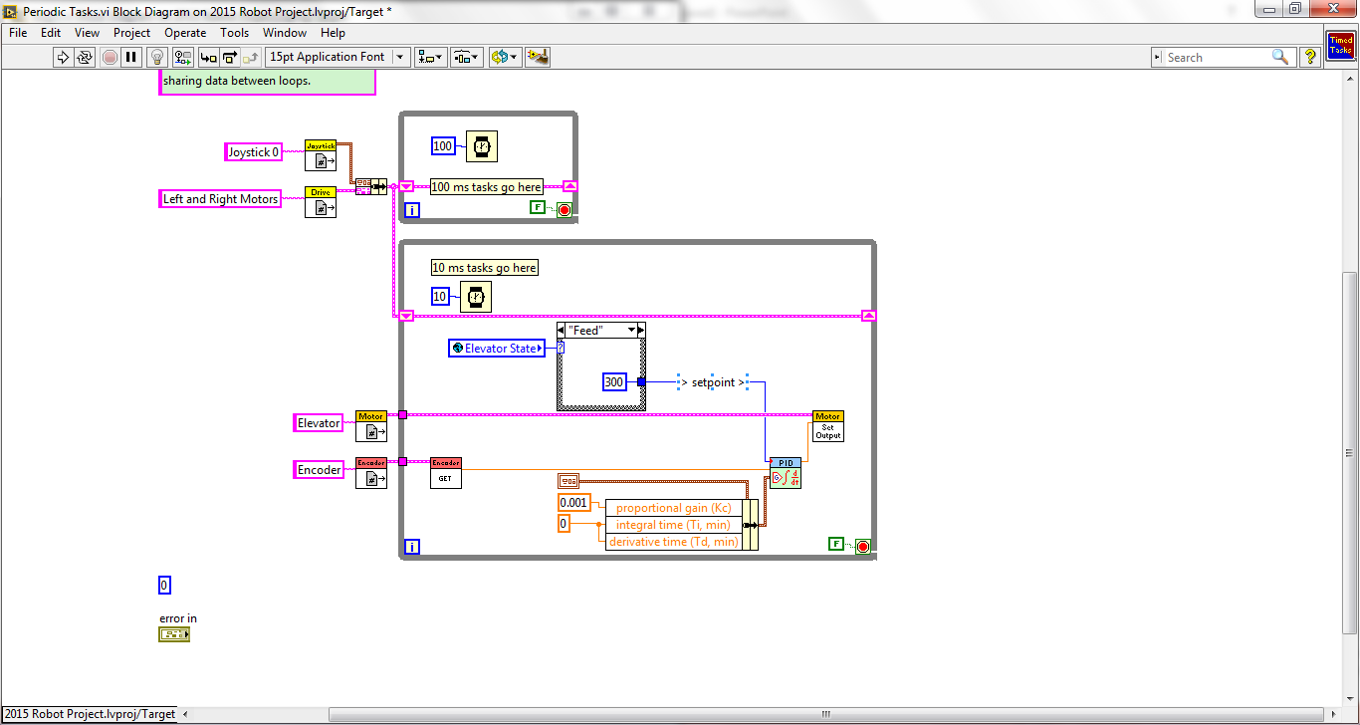 Periodic Tasks.vi Block Diagram on 2015 Robot Project.lvproj/Target *
File Edit View Project Operate Tools Window Help
15pt Application Font
Search
Timed
Tasks
sharing data between loops.
100
Joystick 0
Joystick
100 ms tasks go here
Left and Right Motors
Drive
i
F
10 ms tasks go here
10
"Feed"
Elevator State
?
300
> setpoint >
Elevator
Motor
Motor
Set
Output
Encoder
Encoder
Encoder
GET
PID
0.001
proportional gain (Kc)
0
integral time (Ti, min)
derivative time (Td, min)
i
F
0
error in
2015 Robot Project.lvproj/Target